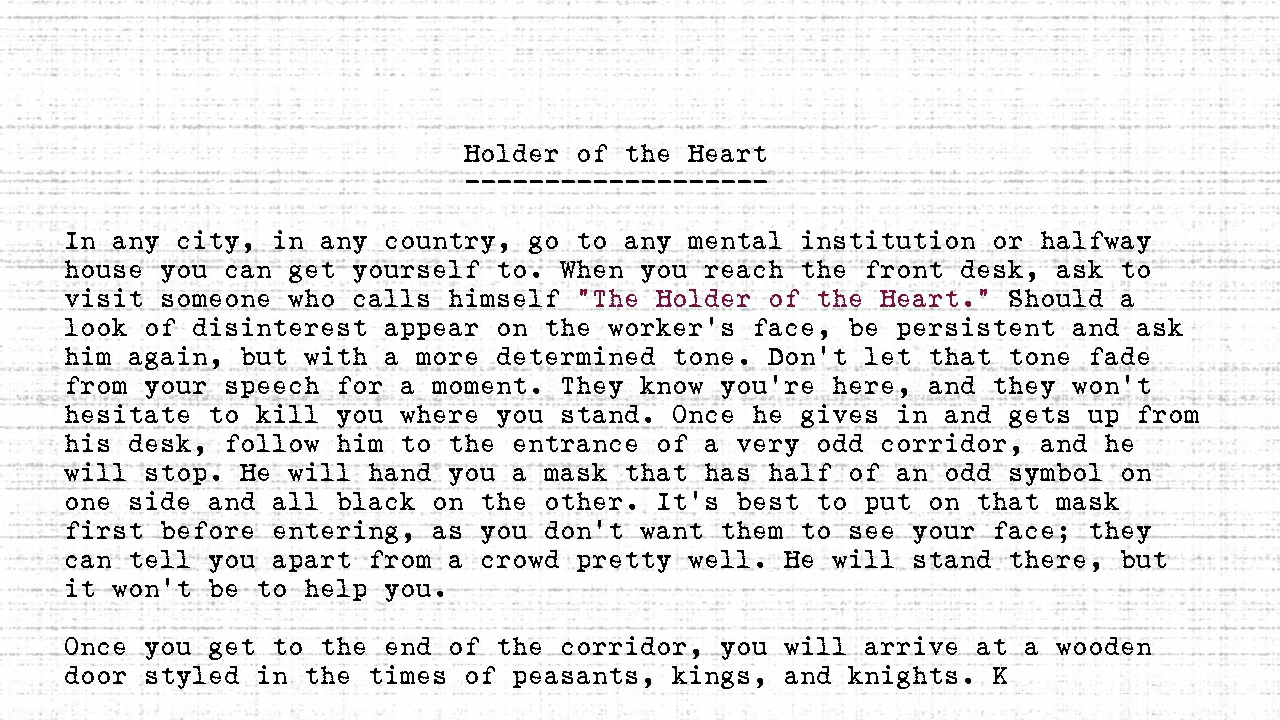 Holder of the Heart
-------------------
In any city, in any country, go to any mental institution or halfway
house you can get yourself to. When you reach the front desk, ask to
visit someone who calls himself "The Holder of the Heart." Should a
look of disinterest appear on the worker's face, be persistent and ask
him again, but with a more determined tone. Don't let that tone fade
from your speech for a moment. They know you're here, and they won't
hesitate to kill you where you stand. Once he gives in and gets up from
his desk, follow him to the entrance of a very odd corridor, and he
will stop. He will hand you a mask that has half of an odd symbol on
one side and all black on the other. It's best to put on that mask
first before entering, as you don't want them to see your face; they
can tell you apart from a crowd pretty well. He will stand there, but
it won't be to help you.
Once you get to the end of the corridor, you will arrive at a wooden
door styled in the times of peasants, kings, and knights. K